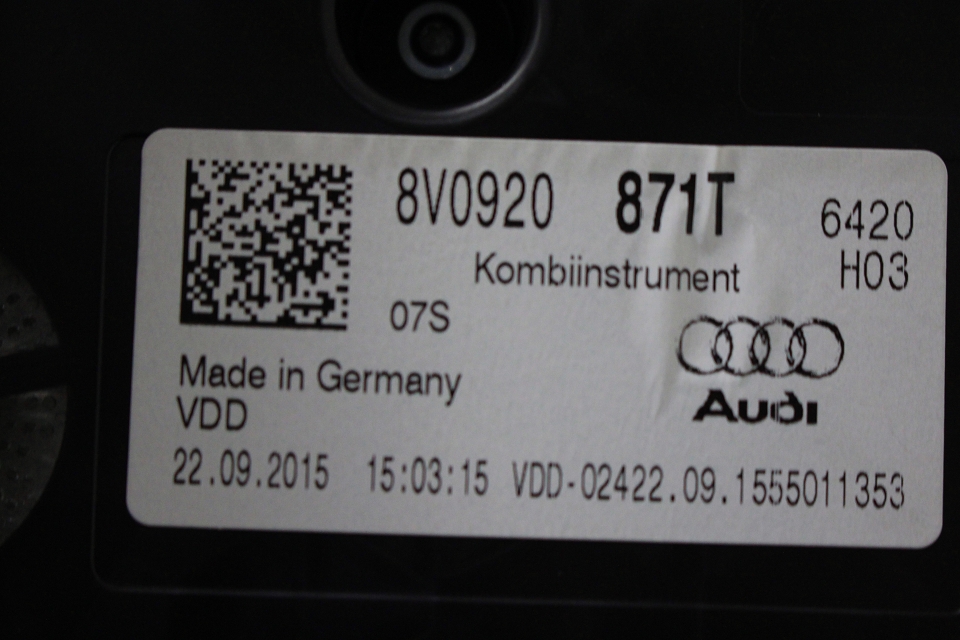 8V0920 871T 6420
Kombiinstrument H03
07S
Audi
Made in Germany
VDD
22.09.2015 15:03:15 VDD-02422.09.1555011353